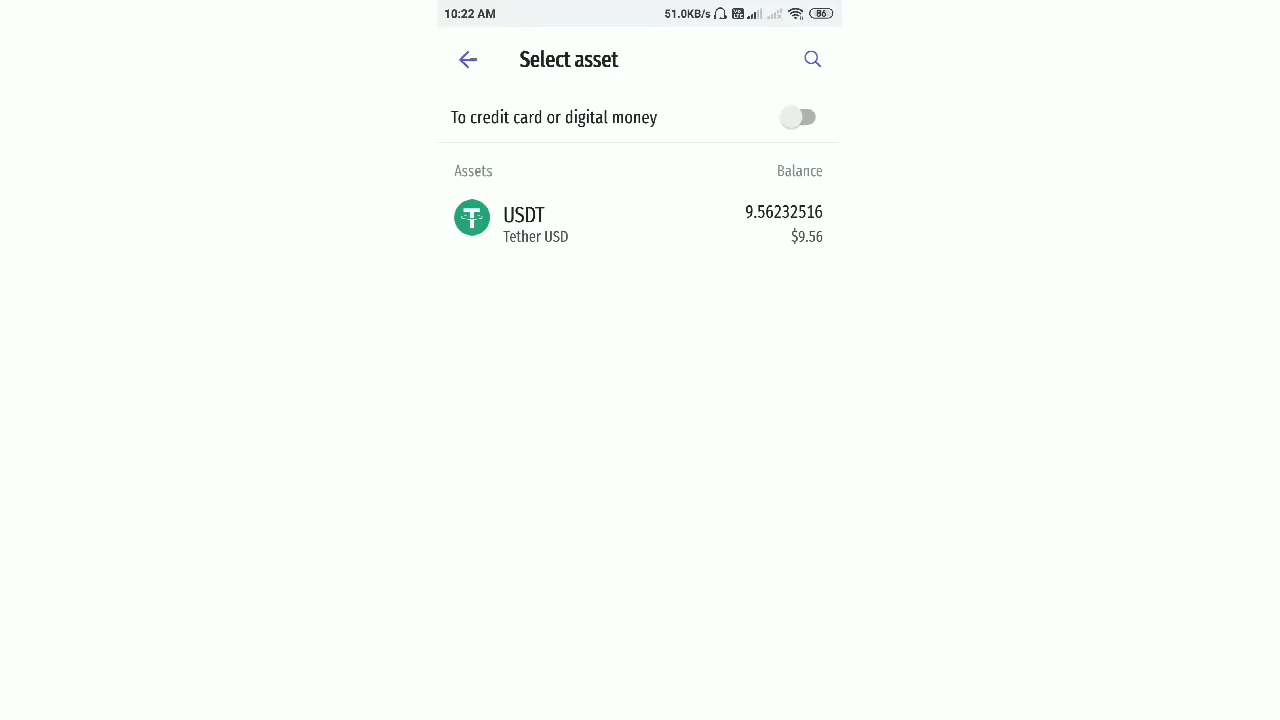 10:22 AM 51.0KB/s 86
Select asset
To credit card or digital money
Assets Balance
USDT 9.56232516
Tether USD $9.56